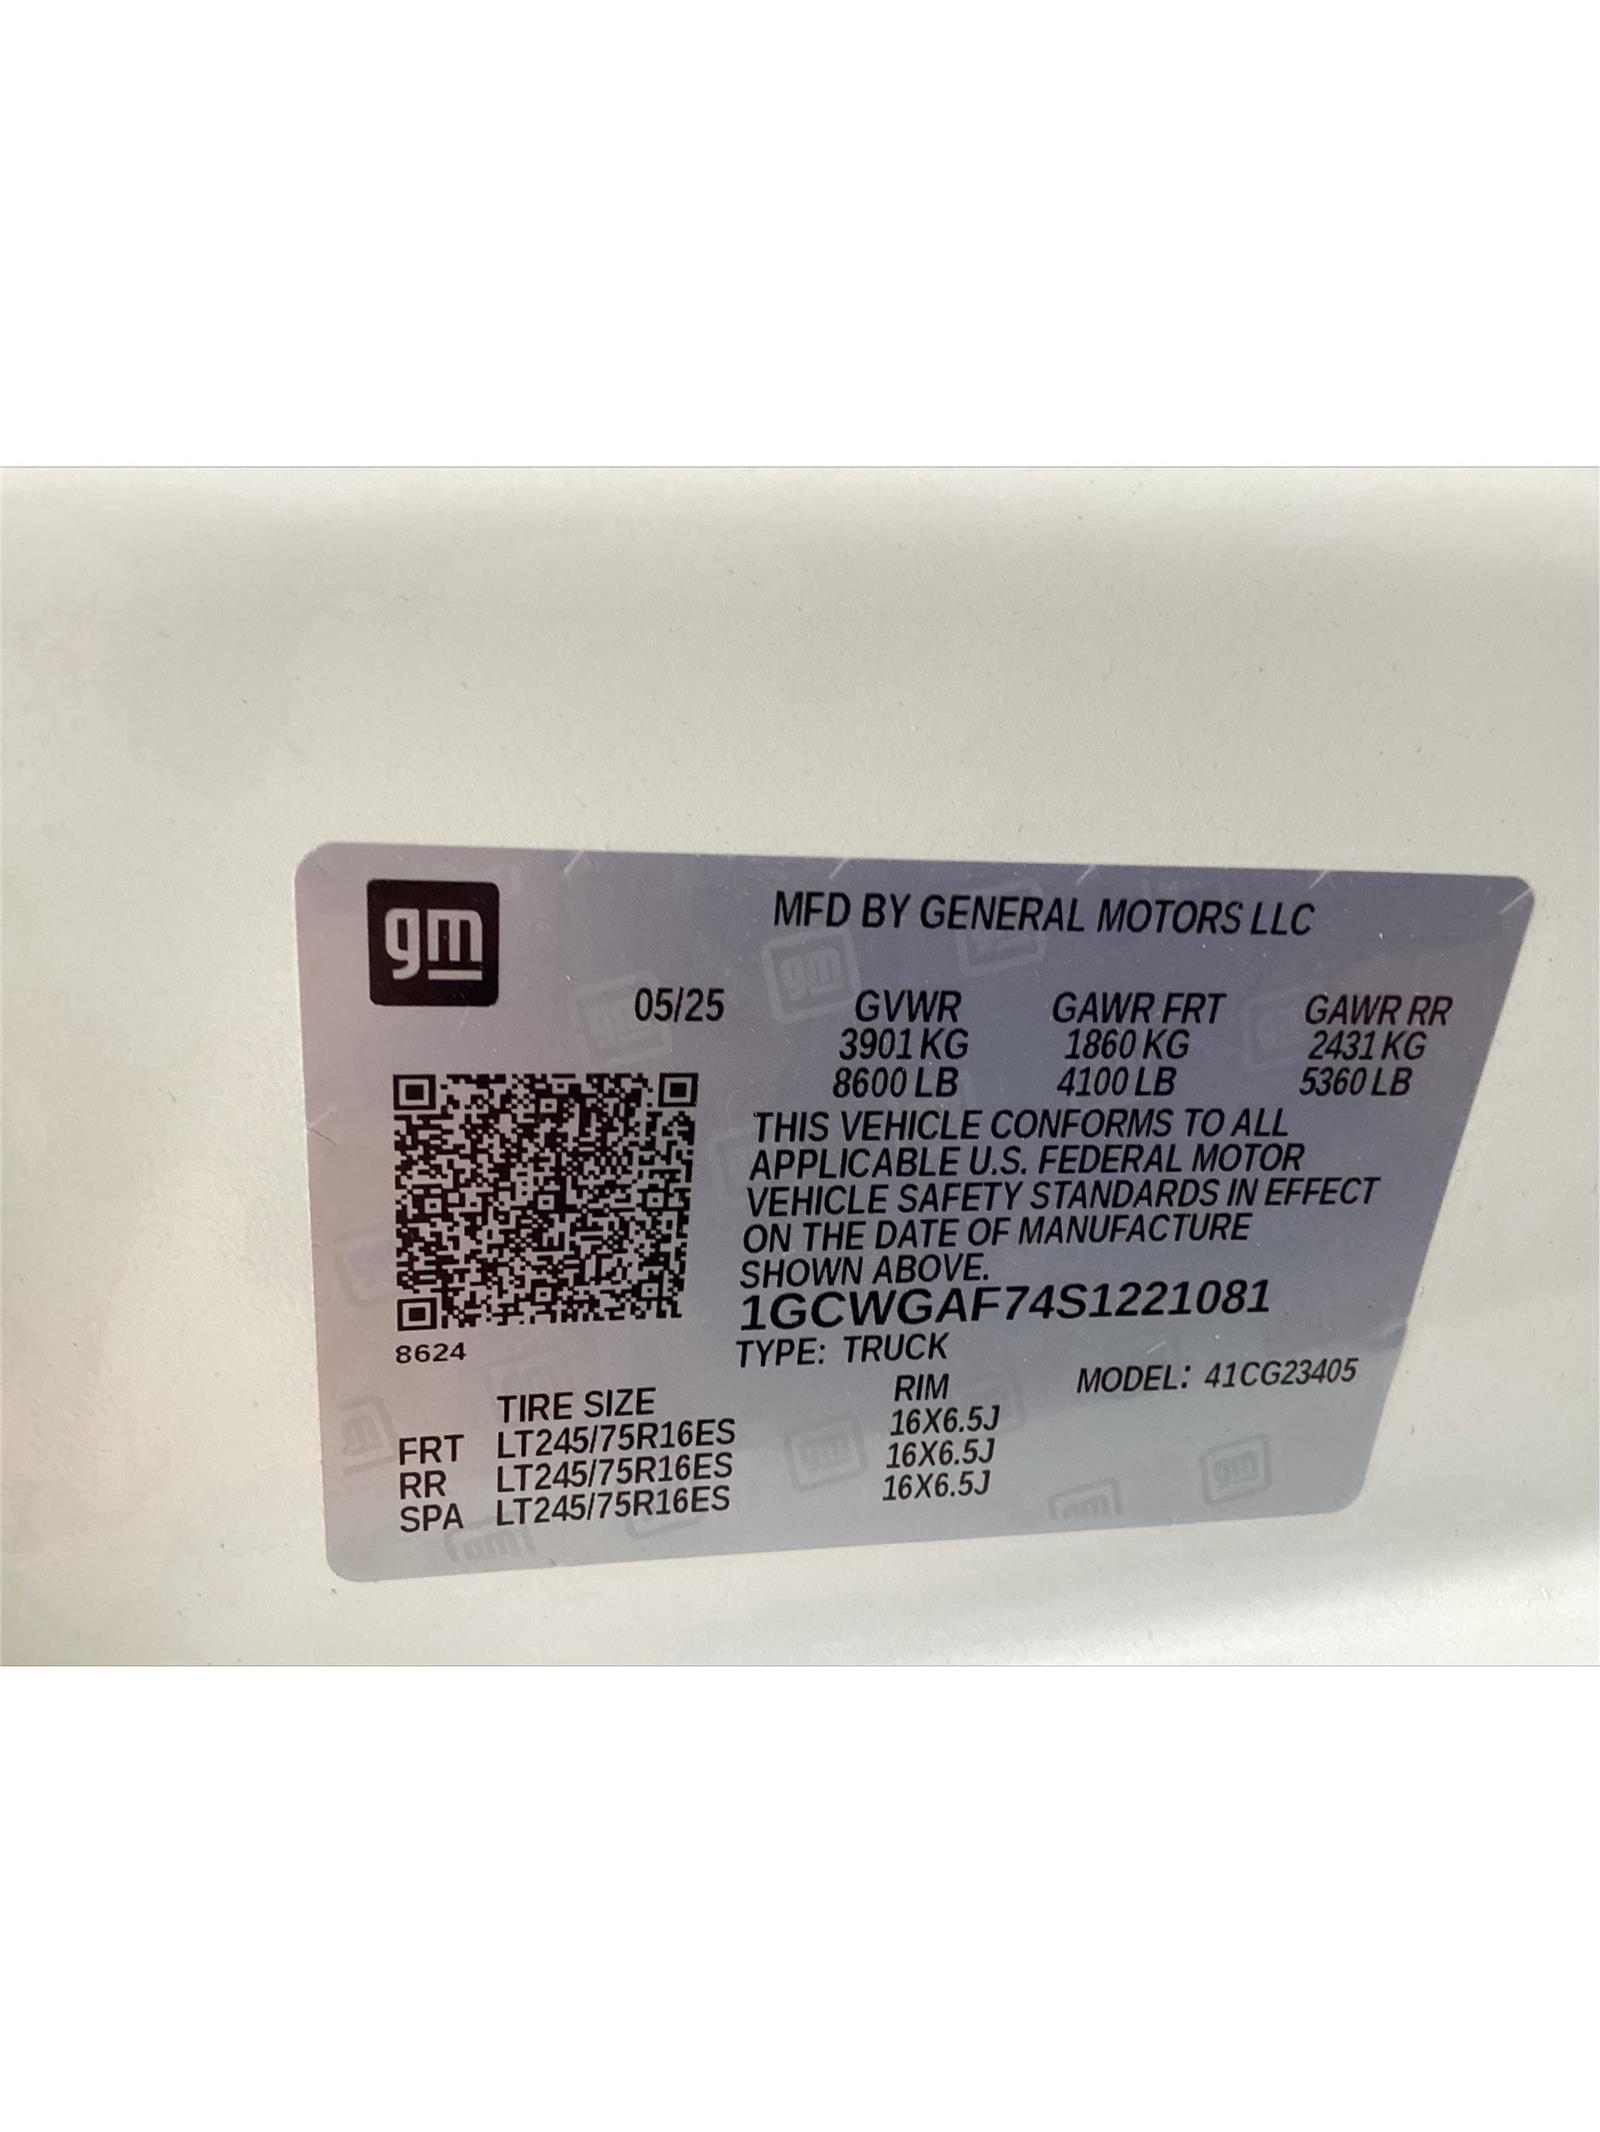 gm
MFD BY GENERAL MOTORS LLC
05/25 GVWR GAWR FRT GAWR RR
3901 KG 1860 KG 2431 KG
8600 LB 4100 LB 5360 LB
THIS VEHICLE CONFORMS TO ALL
APPLICABLE U.S. FEDERAL MOTOR
VEHICLE SAFETY STANDARDS IN EFFECT
ON THE DATE OF MANUFACTURE
SHOWN ABOVE.
1GCWGAF74S1221081
8624
TYPE: TRUCK
MODEL: 41CG23405
TIRE SIZE RIM
FRT LT245/75R16ES 16X6.5J
RR LT245/75R16ES 16X6.5J
SPA LT245/75R16ES 16X6.5J